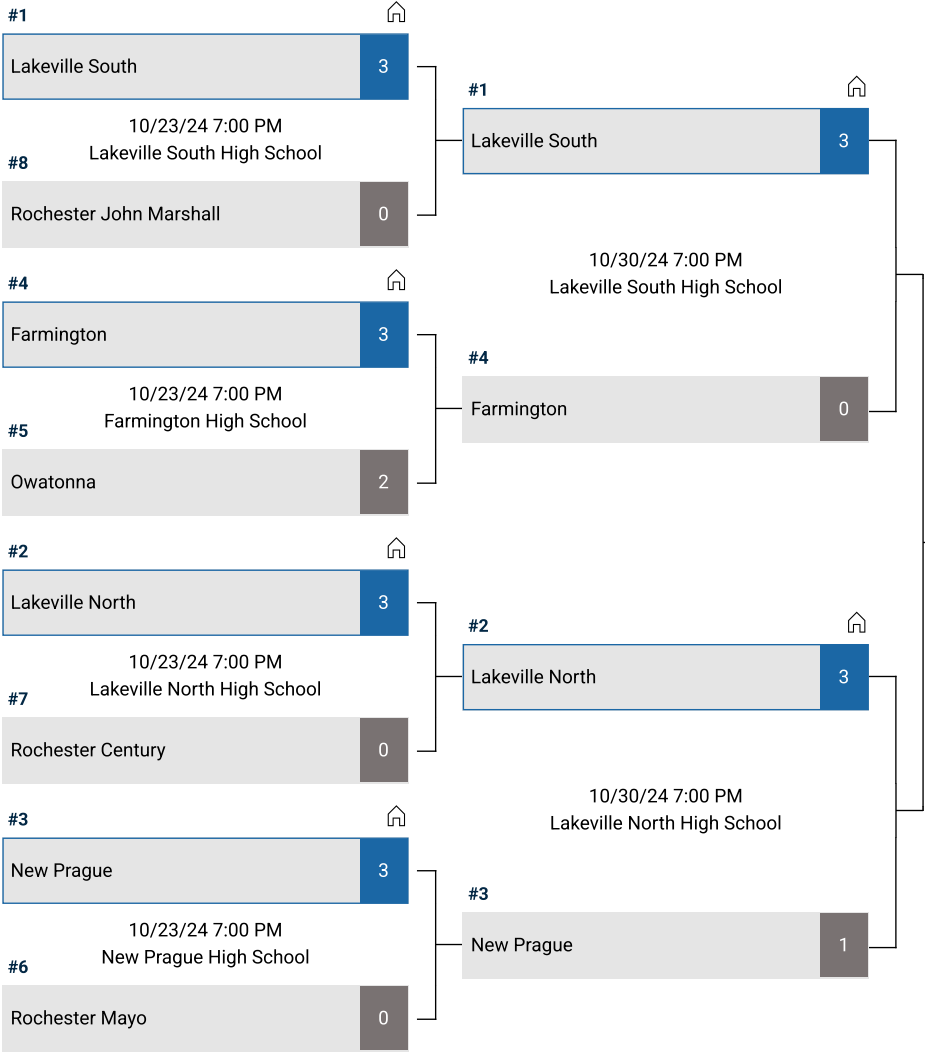 #1
Lakeville South
3
10/23/24 7:00 PM
Lakeville South High School
#8
Rochester John Marshall
0
#4
Farmington
3
10/23/24 7:00 PM
Farmington High School
#5
Owatonna
2
#2
Lakeville North
3
10/23/24 7:00 PM
Lakeville North High School
#7
Rochester Century
0
#3
New Prague
3
10/23/24 7:00 PM
New Prague High School
#6
Rochester Mayo
0
#1
Lakeville South
3
10/30/24 7:00 PM
Lakeville South High School
#4
Farmington
0
#2
Lakeville North
3
10/30/24 7:00 PM
Lakeville North High School
#3
New Prague
1